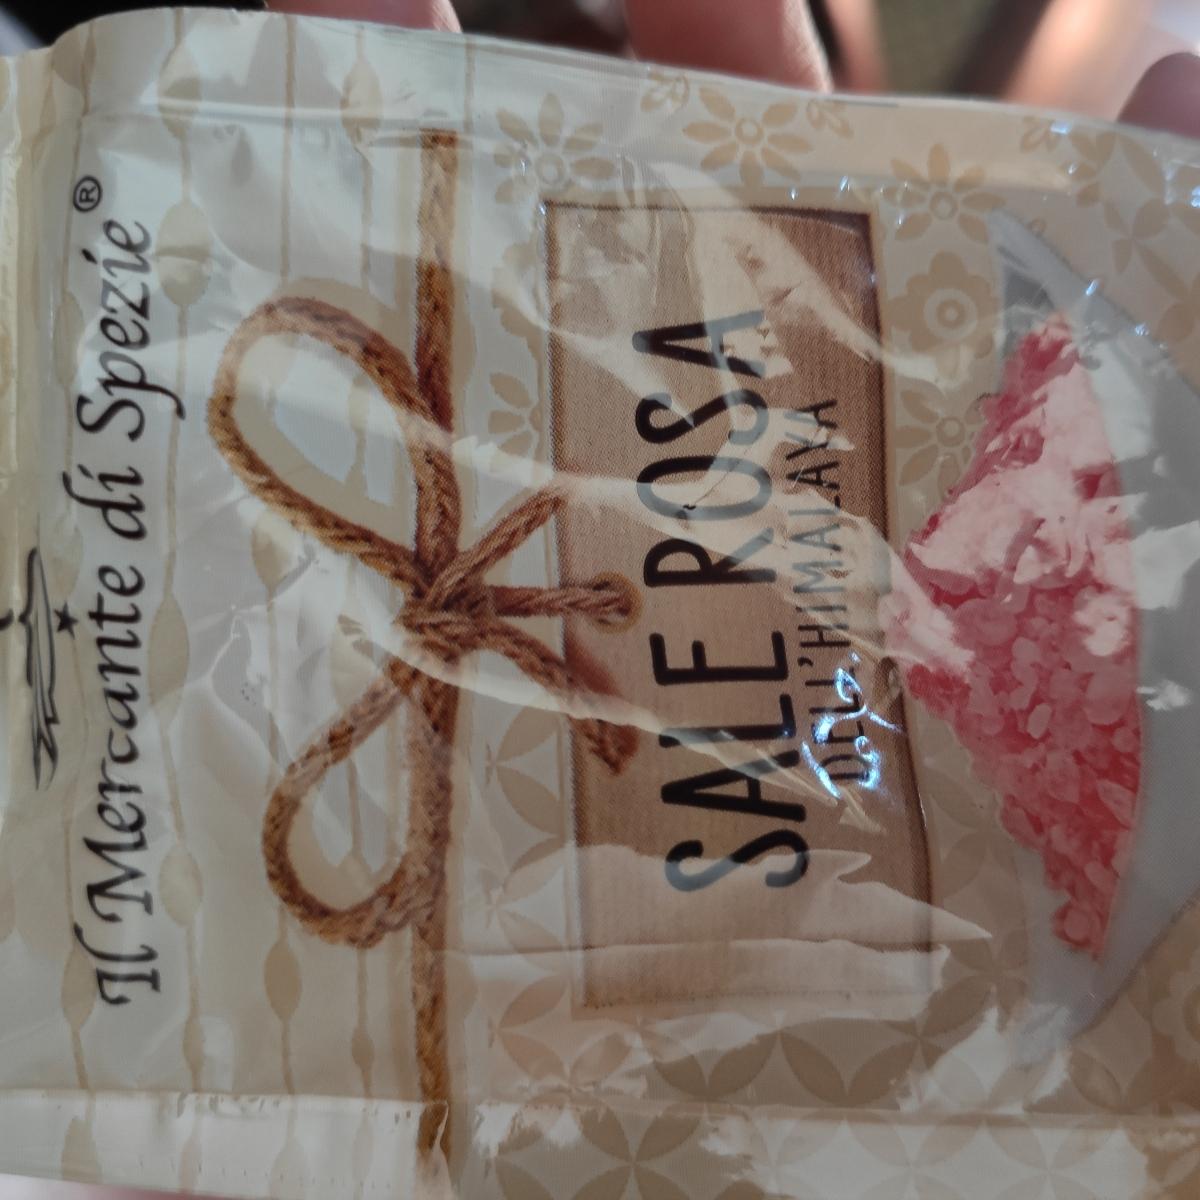 Il Mercante di Spezie®
SALE ROSA
DELL'HIMALAYA